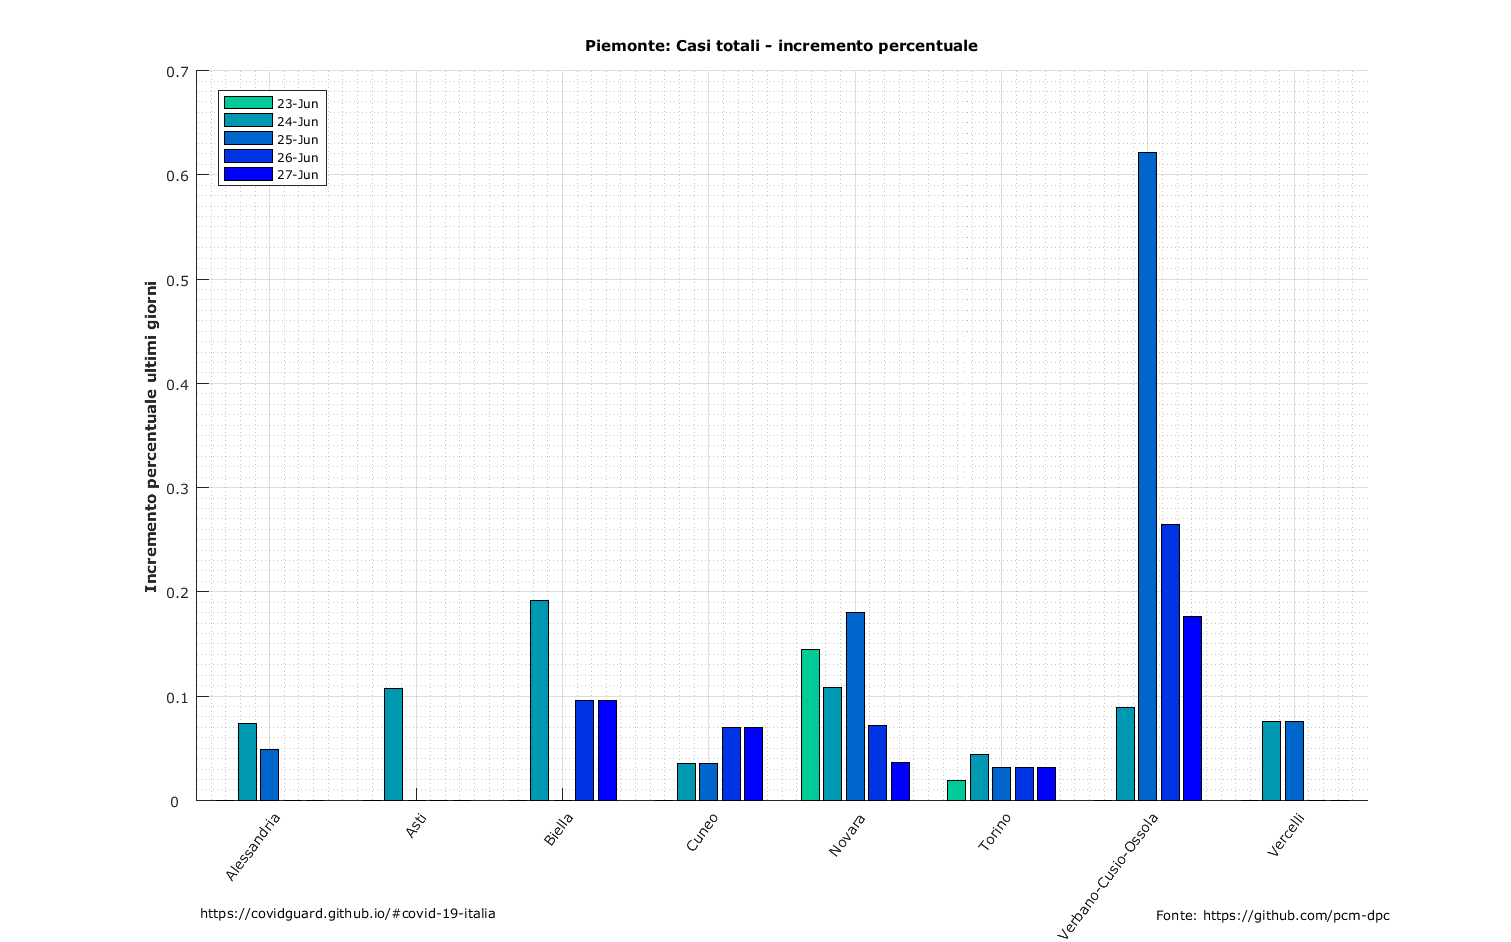 Piemonte: Casi totali - incremento percentuale
0.7
0.6
0.5
0.4
0.3
0.2
0.1
0
Incremento percentuale ultimi giorni
23-Jun
24-Jun
25-Jun
26-Jun
27-Jun
Alessandria
Asti
Biella
Cuneo
Novara
Torino
Verbano-Cusio-Ossola
Vercelli
https://covidguard.github.io/#covid-19-italia
Fonte: https://github.com/pcm-dpc